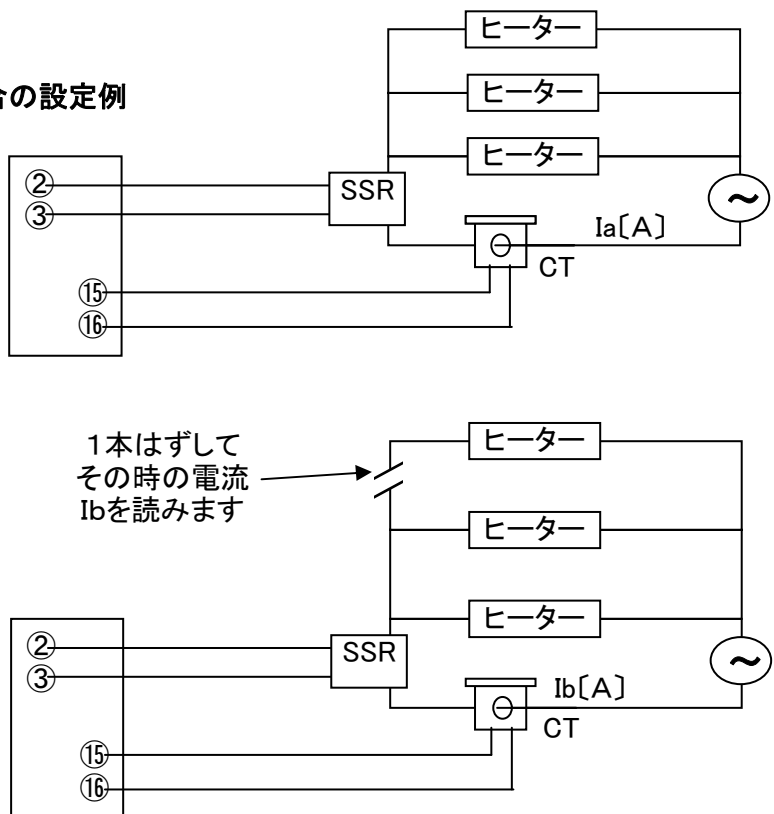 ヒーター
合の設定例
ヒーター
ヒーター
②
SSR
③
Ia〔A〕
CT
⑮
⑯
1本はずして
その時の電流
Ibを読みます
ヒーター
ヒーター
ヒーター
②
SSR
③
Ib〔A〕
CT
⑮
⑯